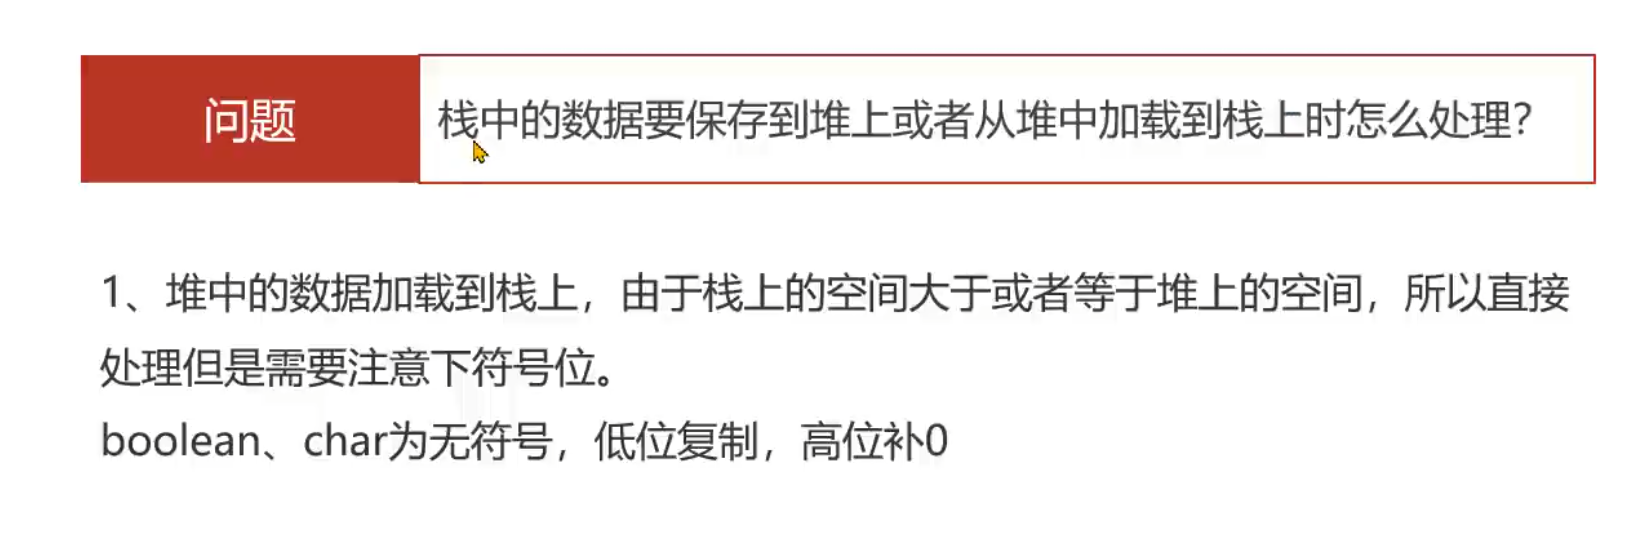 问题
栈中的数据要保存到堆上或者从堆中加载到栈上时怎么处理？
1、堆中的数据加载到栈上，由于栈上的空间大于或者等于堆上的空间，所以直接
处理但是需要注意下符号位。
boolean、char为无符号，低位复制，高位补0